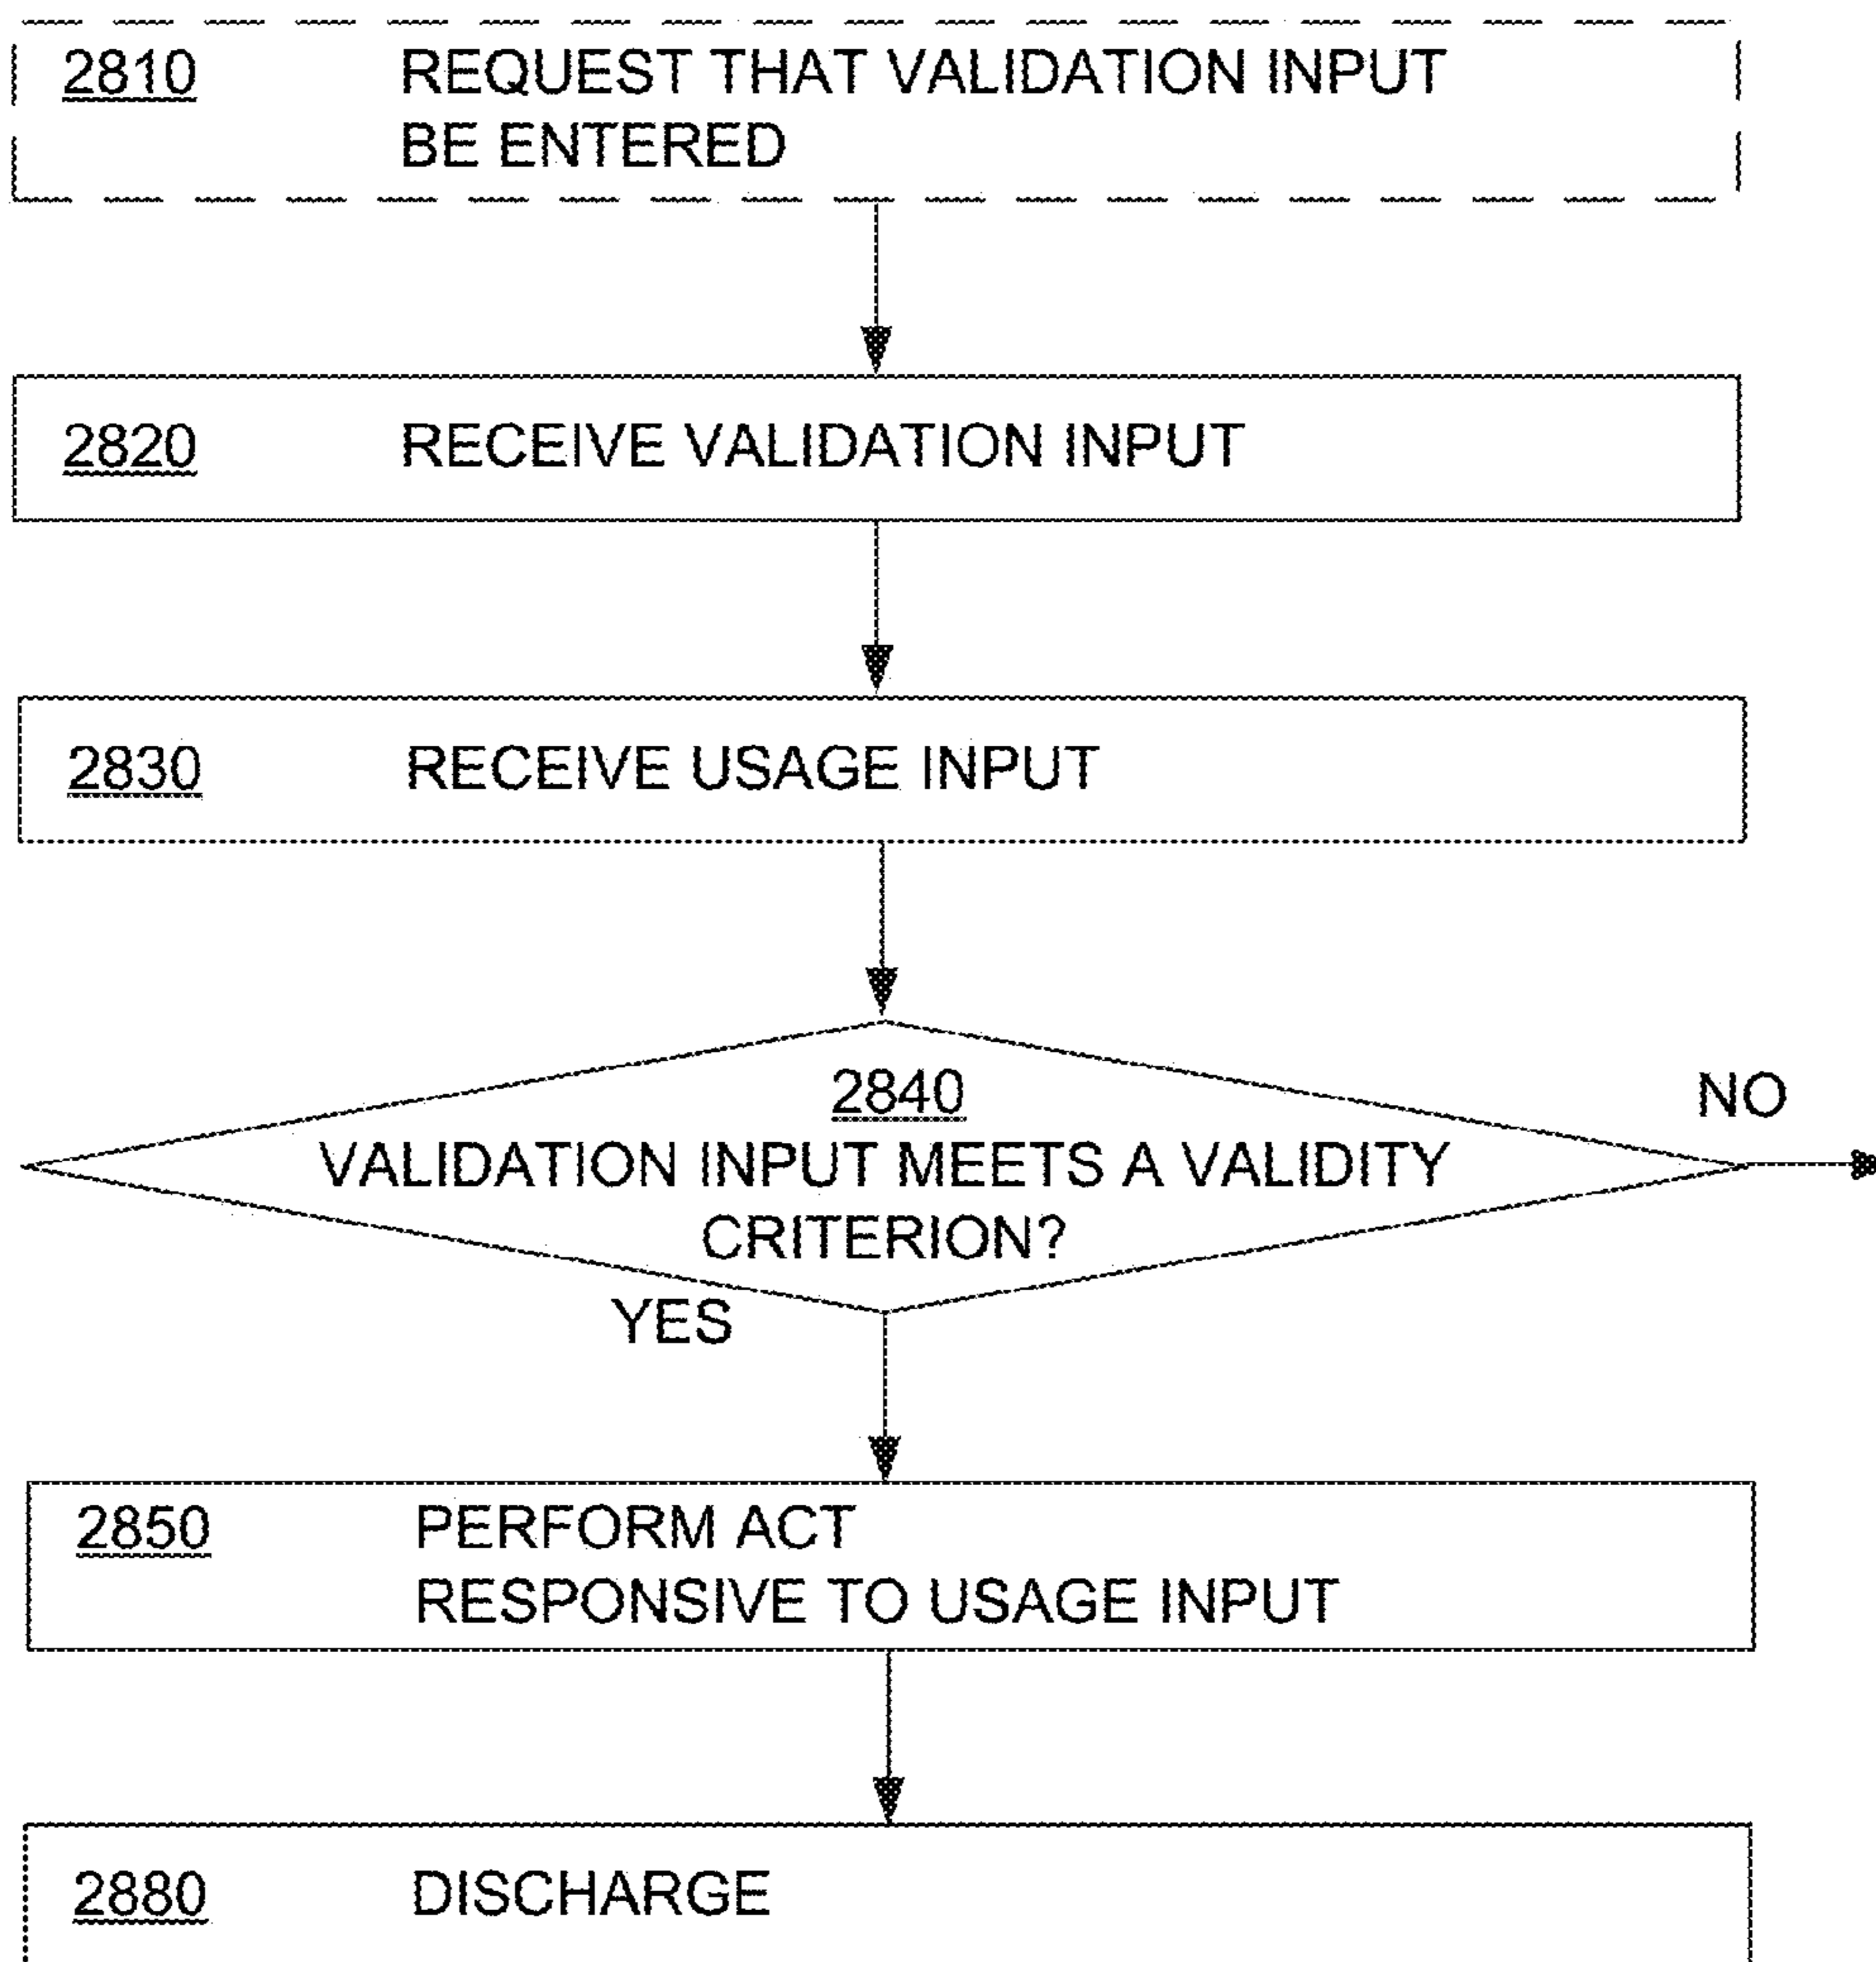 2810 REQUEST THAT VALIDATION INPUT
BE ENTERED
2820 RECEIVE VALIDATION INPUT
2830 RECEIVE USAGE INPUT
2840
NO
VALIDATION INPUT MEETS A VALIDITY
CRITERION?
YES
2850 PERFORM ACT
RESPONSIVE TO USAGE INPUT
2880 DISCHARGE